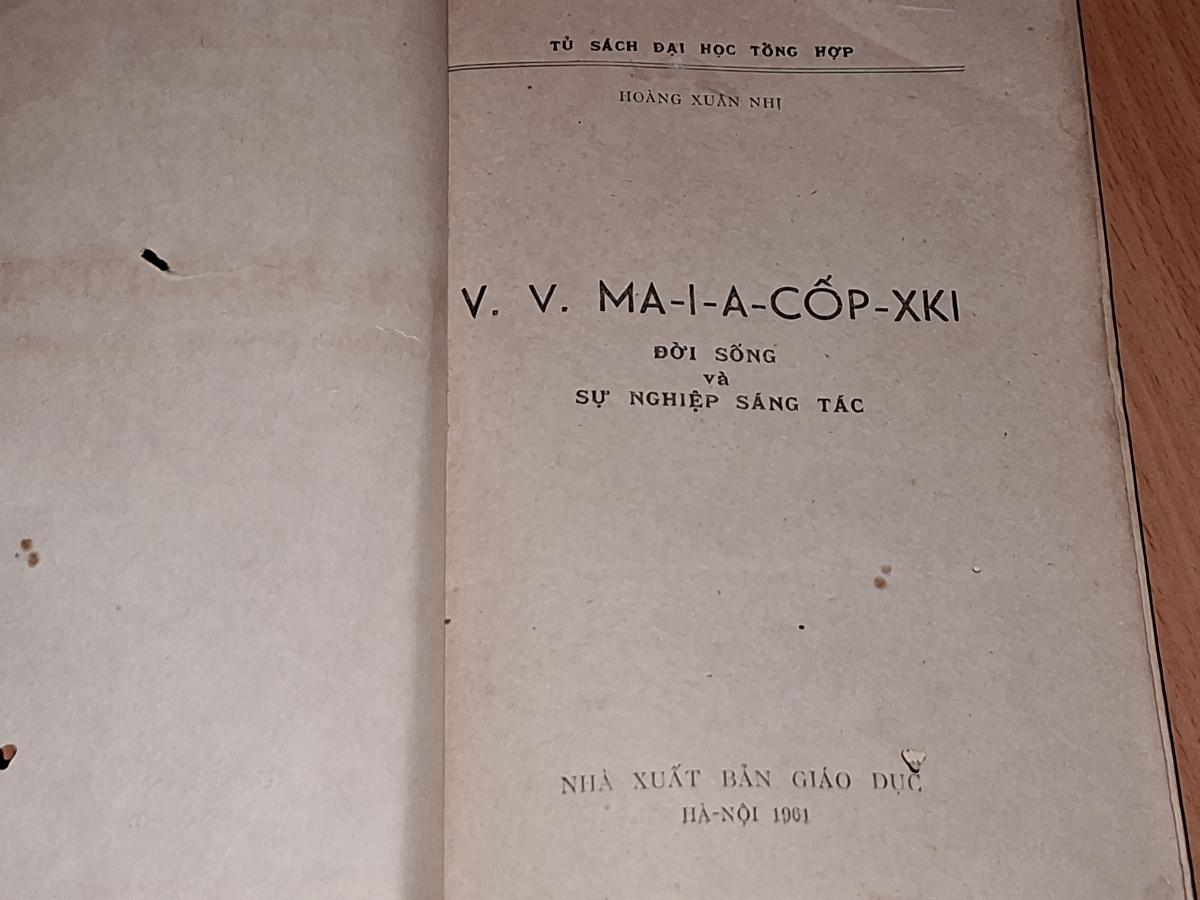 TỦ SÁCH ĐẠI HỌC TỔNG HỢP
HOÀNG XUÂN NHỊ
V. V. MA-I-A-CỐP-XKI
ĐỜI SỐNG
và
SỰ NGHIỆP SÁNG TÁC
NHÀ XUẤT BẢN GIÁO DỤC
HÀ-NỘI 1961